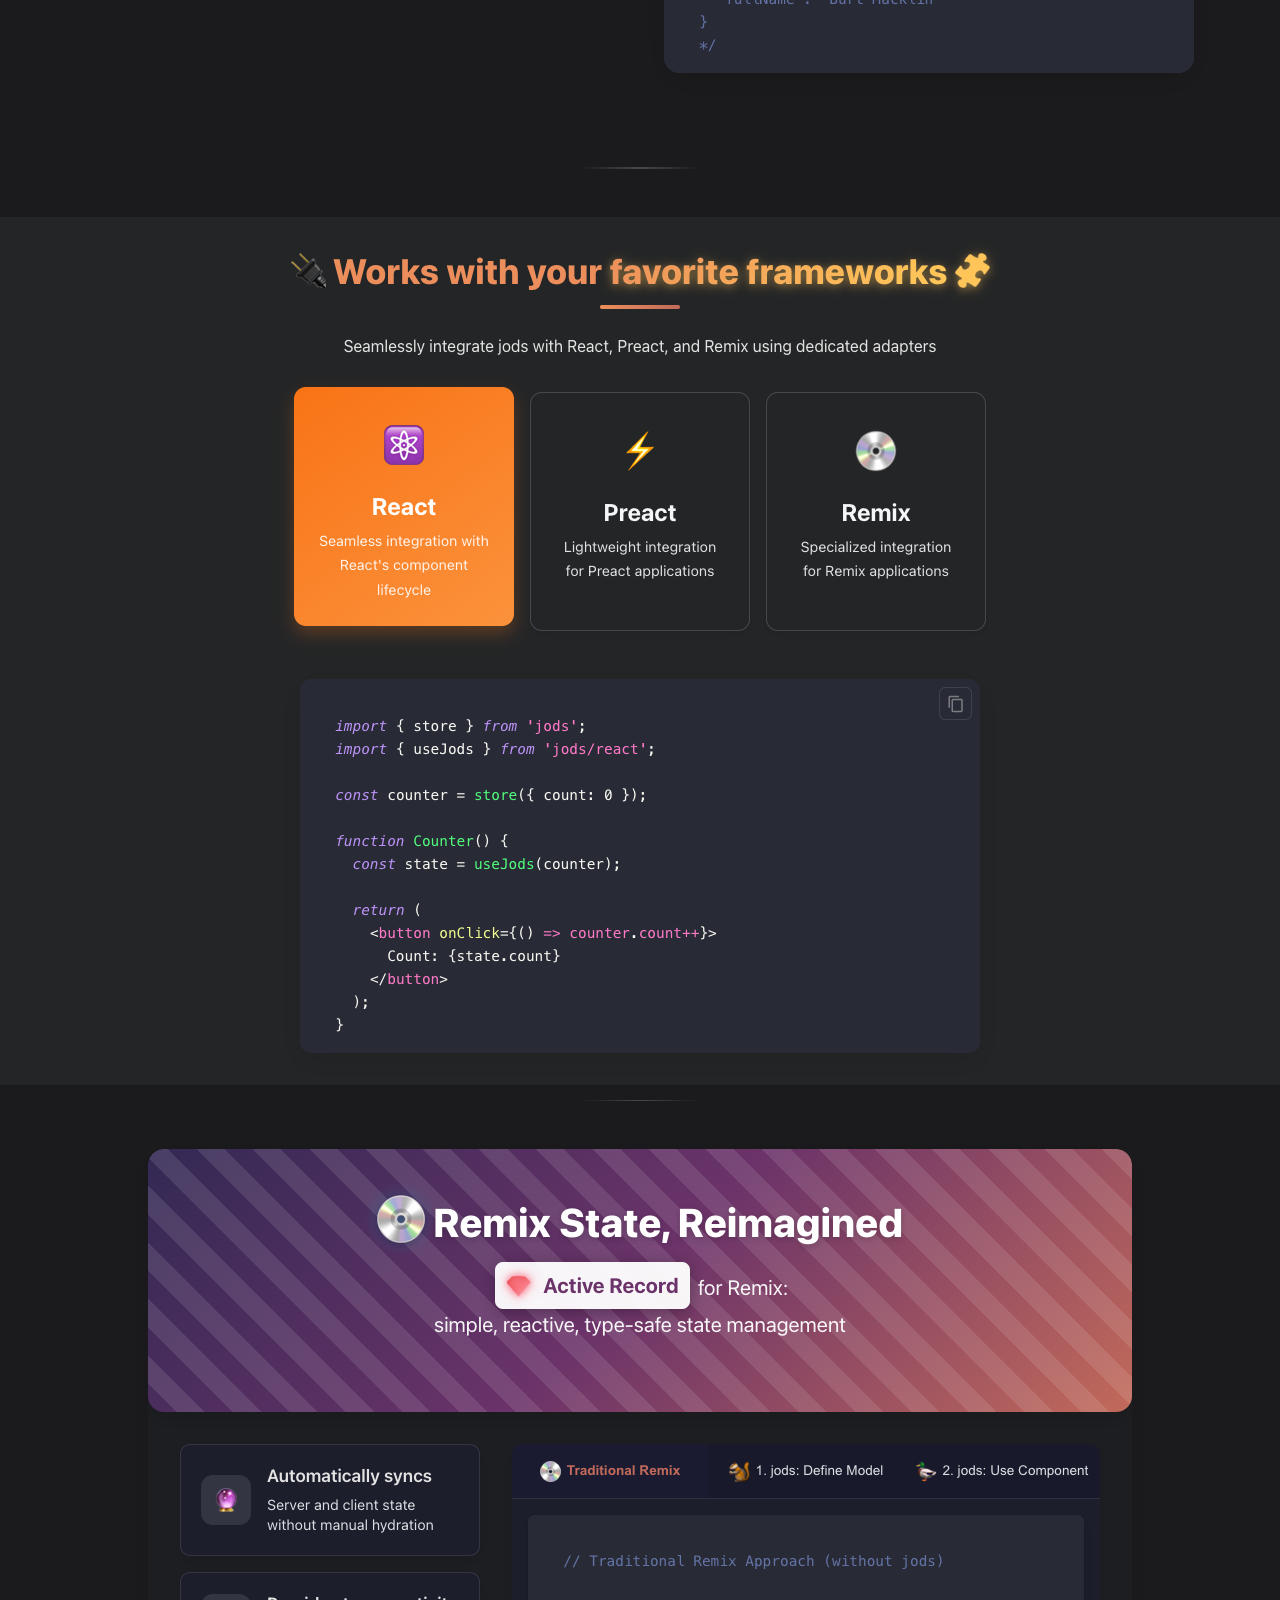 }
*/
Works with your favorite frameworks
Seamlessly integrate jods with React, Preact, and Remix using dedicated adapters
React
Seamless integration with
React's component
lifecycle
Preact
Lightweight integration
for Preact applications
Remix
Specialized integration
for Remix applications
import { store } from 'jods';
import { useJods } from 'jods/react';
const counter = store({ count: 0 });
function Counter() {
  const state = useJods(counter);
  return (
    <button onClick={() => counter.count++}>
      Count: {state.count}
    </button>
  );
}
Remix State, Reimagined
Active Record for Remix:
simple, reactive, type-safe state management
Automatically syncs
Server and client state
without manual hydration
Traditional Remix
1. jods: Define Model
2. jods: Use Component
// Traditional Remix Approach (without jods)